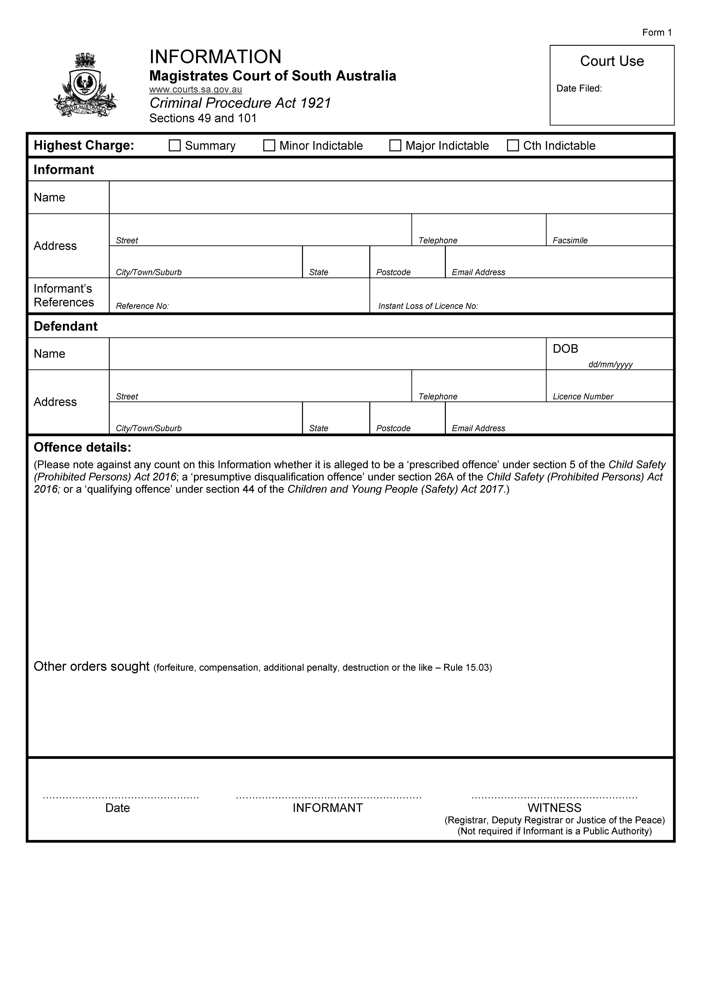 Form 1
INFORMATION
Magistrates Court of South Australia
www.courts.sa.gov.au
Criminal Procedure Act 1921
Sections 49 and 101
Court Use
Date Filed:
SOUTH AUSTRALIA
Highest Charge: ☐ Summary ☐ Minor Indictable ☐ Major Indictable ☐ Cth Indictable
Informant
Name
Address
Street Telephone Facsimile
City/Town/Suburb State Postcode Email Address
Informant’s
References
Reference No: Instant Loss of Licence No:
Defendant
Name
DOB
dd/mm/yyyy
Address
Street Telephone Licence Number
City/Town/Suburb State Postcode Email Address
Offence details:
(Please note against any count on this Information whether it is alleged to be a ‘prescribed offence’ under section 5 of the Child Safety
(Prohibited Persons) Act 2016; a ‘presumptive disqualification offence’ under section 26A of the Child Safety (Prohibited Persons) Act
2016; or a ‘qualifying offence’ under section 44 of the Children and Young People (Safety) Act 2017.)
Other orders sought (forfeiture, compensation, additional penalty, destruction or the like – Rule 15.03)
Date INFORMANT WITNESS
(Registrar, Deputy Registrar or Justice of the Peace)
(Not required if Informant is a Public Authority)